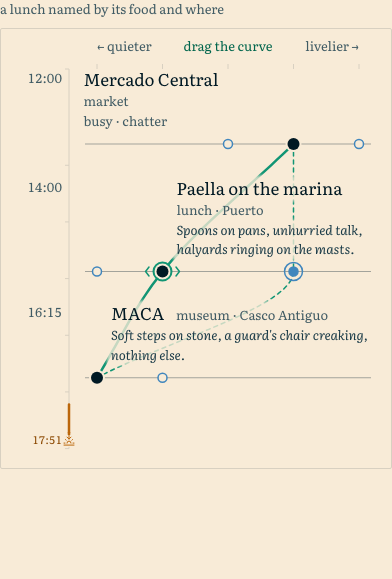 a lunch named by its food and where
← quieter drag the curve livelier →
12:00 Mercado Central
market
busy · chatter
14:00 Paella on the marina
lunch · Puerto
Spoons on pans, unhurried talk,
halyards ringing on the masts.
16:15 MACA museum · Casco Antiguo
Soft steps on stone, a guard's chair creaking,
nothing else.
17:51